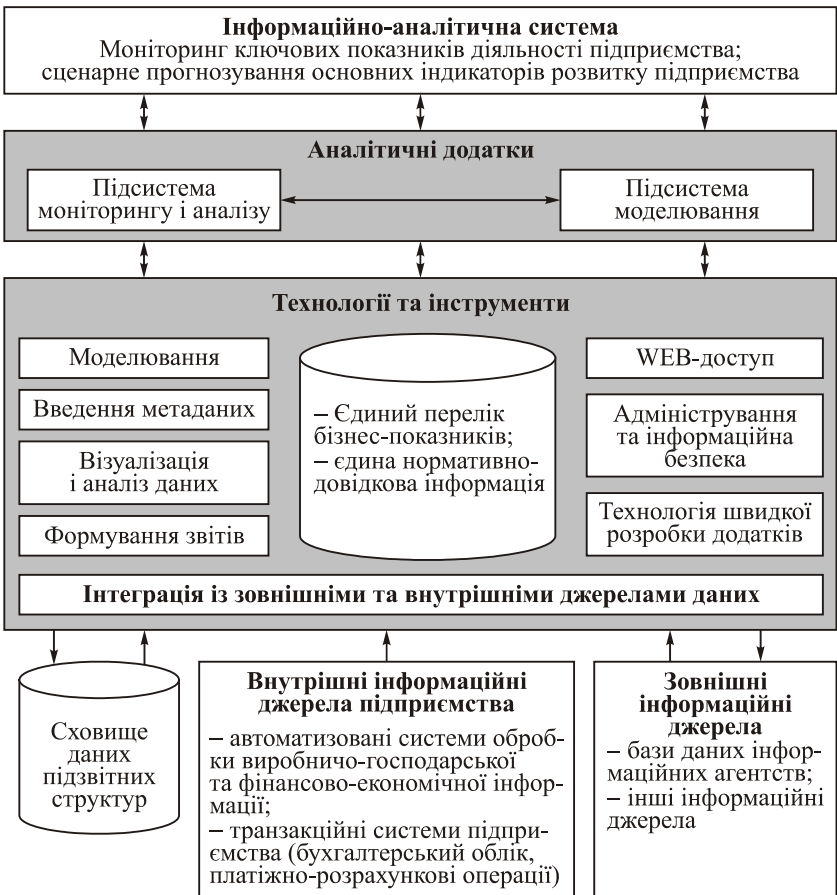 Інформаційно-аналітична система
Моніторинг ключових показників діяльності підприємства;
сценарне прогнозування основних індикаторів розвитку підприємства
Аналітичні додатки
Підсистема
моніторингу і аналізу
Підсистема
моделювання
Технології та інструменти
Моделювання
Введення метаданих
Візуалізація
і аналіз даних
Формування звітів
– Єдиний перелік
бізнес-показників;
– єдина нормативно-
довідкова інформація
WEB-доступ
Адміністрування
та інформаційна
безпека
Технологія швидкої
розробки додатків
Інтеграція із зовнішніми та внутрішніми джерелами даних
Сховище
даних
підзвітних
структур
Внутрішні інформаційні
джерела підприємства
– автоматизовані системи оброб-
ки виробничо-господарської
та фінансово-економічної інфор-
мації;
– транзакційні системи підпри-
ємства (бухгалтерський облік,
платіжно-розрахункові операції)
Зовнішні
інформаційні
джерела
– бази даних інфор-
маційних агентств;
– інші інформаційні
джерела